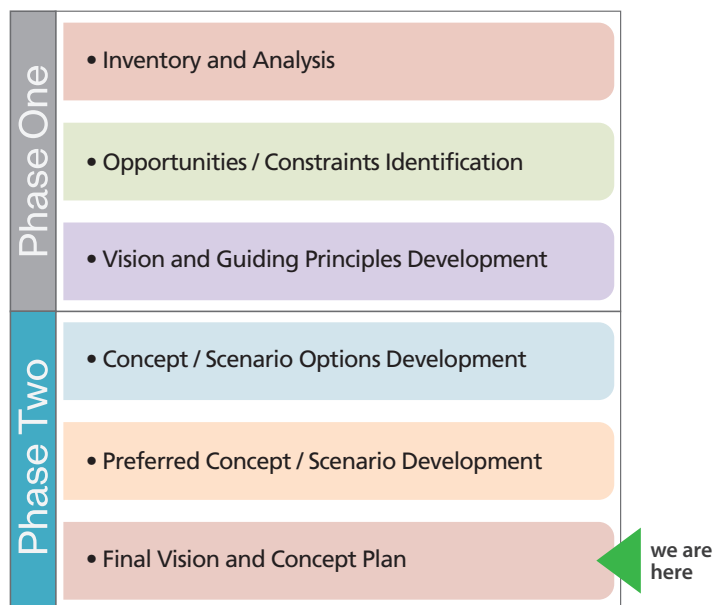 Phase One
• Inventory and Analysis
• Opportunities / Constraints Identification
• Vision and Guiding Principles Development
Phase Two
• Concept / Scenario Options Development
• Preferred Concept / Scenario Development
• Final Vision and Concept Plan
we are
here